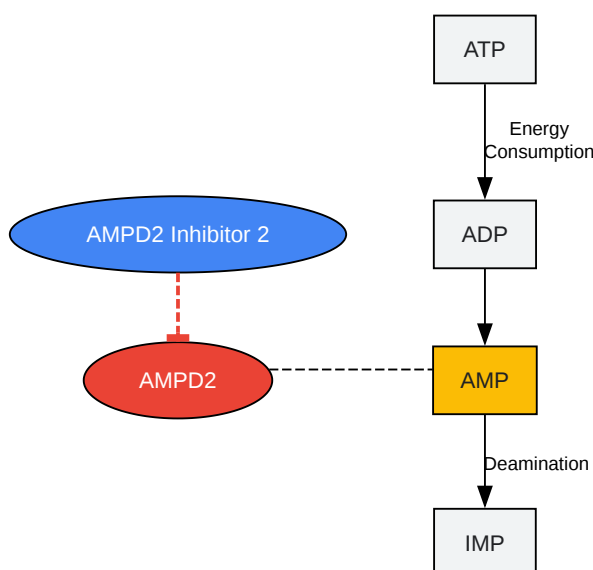 ATP
Energy
Consumption
AMPD2 Inhibitor 2
ADP
AMPD2
AMP
Deamination
IMP